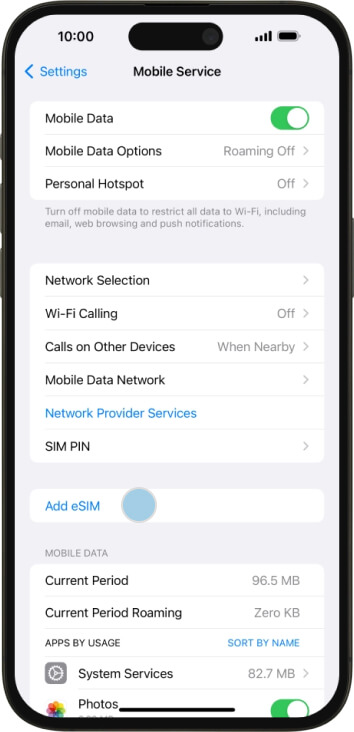 10:00
Settings
Mobile Service
Mobile Data
Mobile Data Options Roaming Off
Personal Hotspot Off
Turn off mobile data to restrict all data to Wi-Fi, including
email, web browsing and push notifications.
Network Selection
Wi-Fi Calling Off
Calls on Other Devices When Nearby
Mobile Data Network
Network Provider Services
SIM PIN
Add eSIM
MOBILE DATA
Current Period 96.5 MB
Current Period Roaming Zero KB
APPS BY USAGE SORT BY NAME
System Services 82.7 MB
Photos